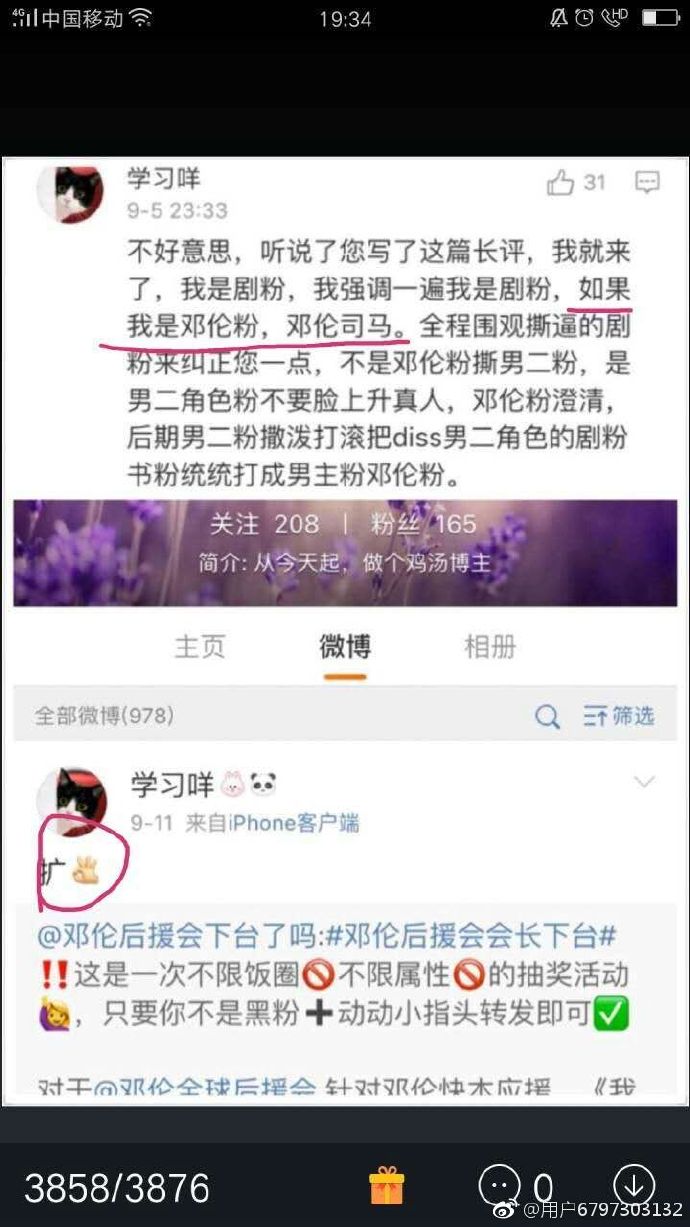 4G 中国移动 19:34 HD
学习咩
31
9-5 23:33
不好意思，听说了您写了这篇长评，我就来
了，我是剧粉，我强调一遍我是剧粉，如果
我是邓伦粉，邓伦司马。全程围观撕逼的剧
粉来纠正您一点，不是邓伦粉撕男二粉，是
男二角色粉不要脸上升真人，邓伦粉澄清，
后期男二粉撒泼打滚把diss男二角色的剧粉
书粉统统打成男主粉邓伦粉。
关注 208 | 粉丝 165
简介: 从今天起，做个鸡汤博主
主页 微博 相册
全部微博(978) 筛选
学习咩🐰🐼
9-11 来自iPhone客户端
扩👌
@邓伦后援会下台了吗:#邓伦后援会会长下台#
‼️这是一次不限饭圈🚫不限属性🚫的抽奖活动
🙋，只要你不是黑粉➕动动小指头转发即可✅
对于@邓伦全球后援会 针对邓伦快本应援 《我
3858/3876 0
@用户6797303132